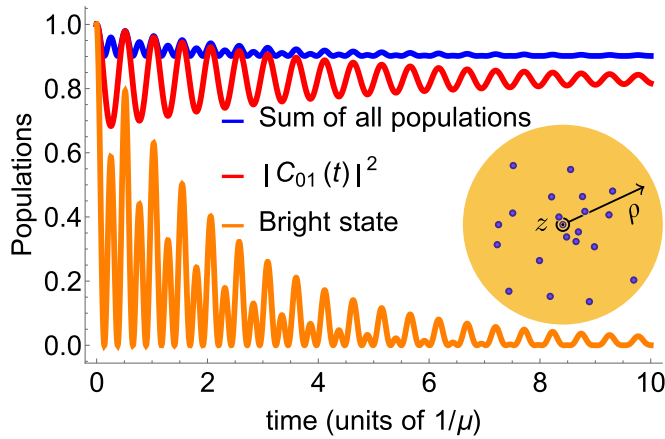 1.0
0.8
0.6
0.4
0.2
0.0
Populations
Sum of all populations
|C₀₁(t)|²
Bright state
z
ρ
0 2 4 6 8 10
time (units of 1/μ)